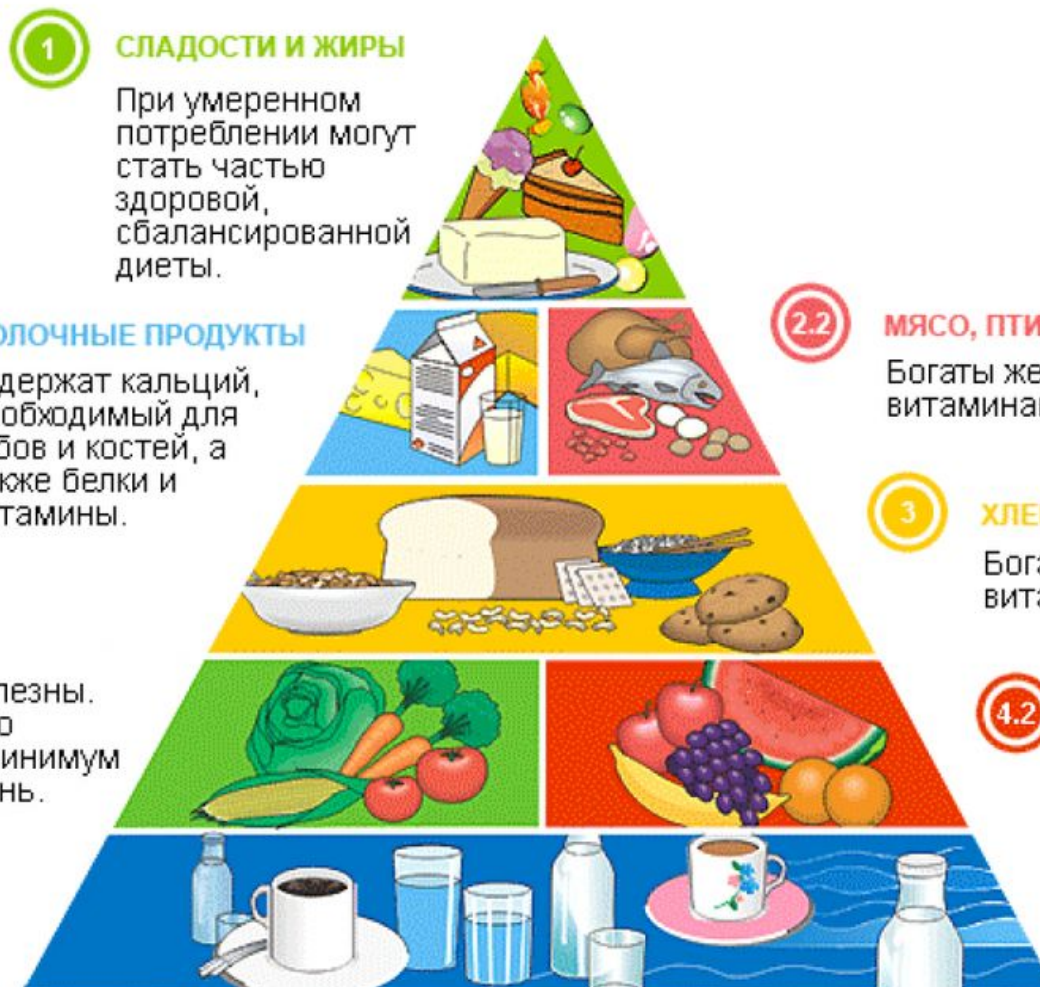 1
СЛАДОСТИ И ЖИРЫ
При умеренном
потреблении могут
стать частью
здоровой,
сбалансированной
диеты.
ОЛОЧНЫЕ ПРОДУКТЫ
держат кальций,
обходимый для
бов и костей, а
кже белки и
тамины.
2.2
МЯСО, ПТИ
Богаты же
витамина
3
ХЛЕ
Бога
вита
лезны.
о
инимум
нь.
4.2